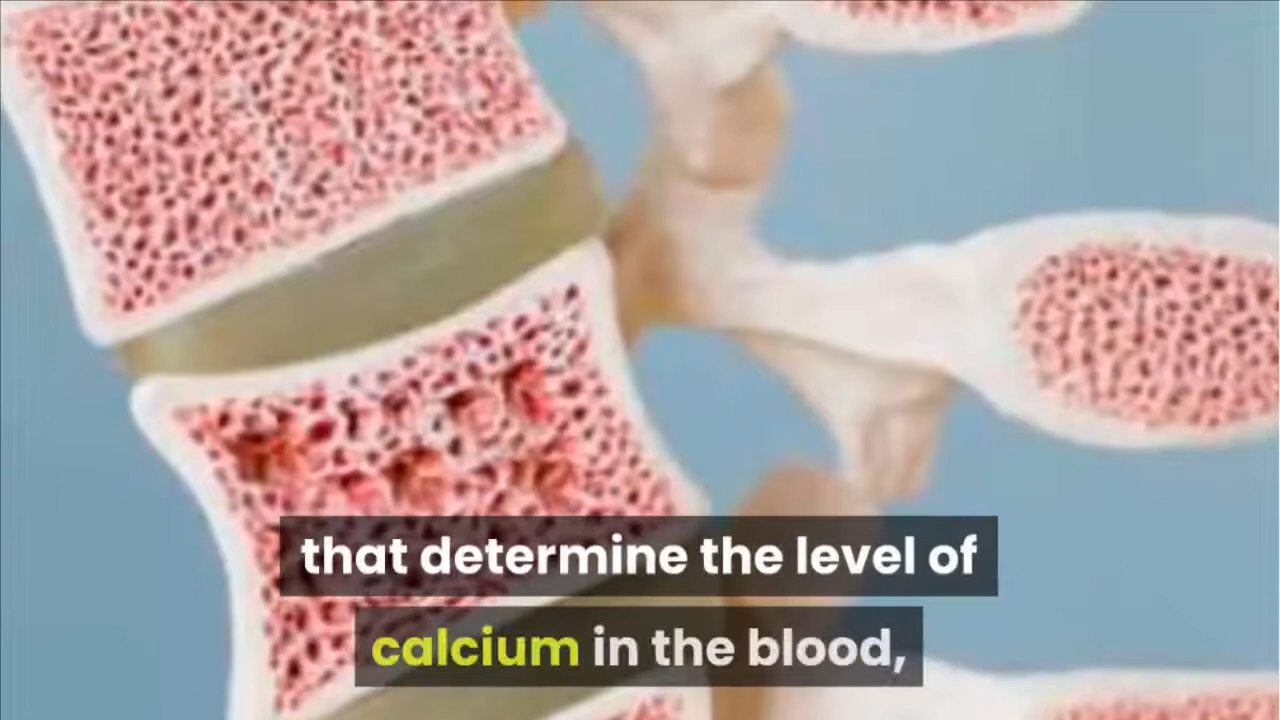 that determine the level of
calcium in the blood,